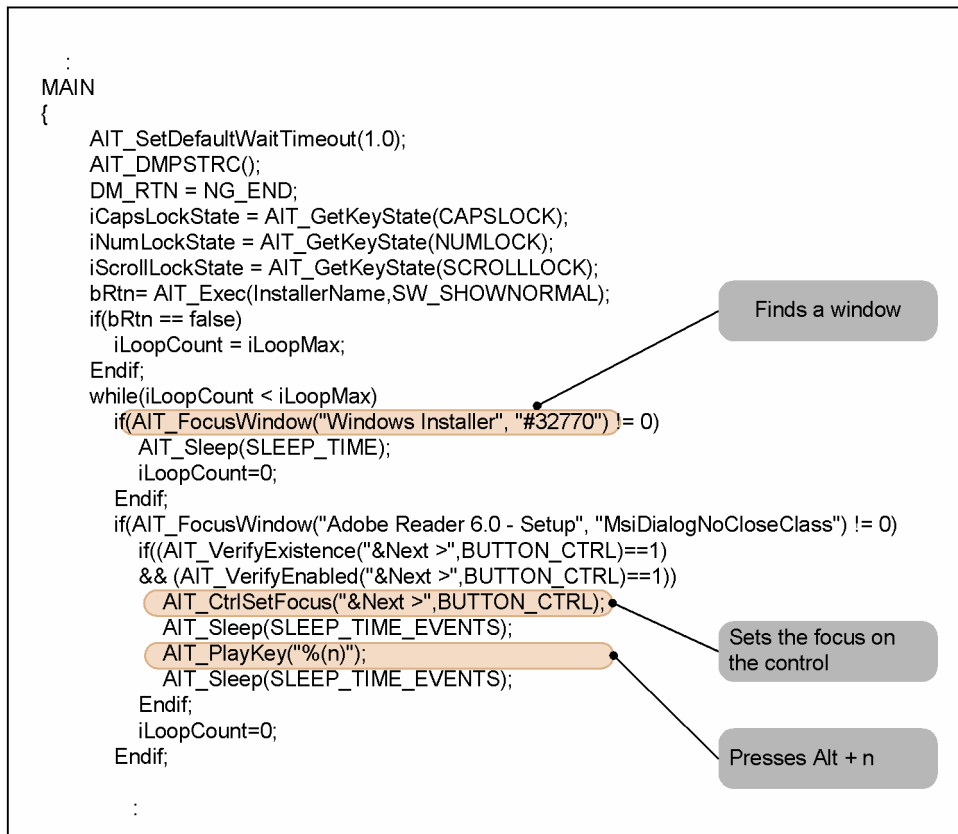 :
MAIN
{
AIT_SetDefaultWaitTimeout(1.0);
AIT_DMPSTRC();
DM_RTN = NG_END;
iCapsLockState = AIT_GetKeyState(CAPSLOCK);
iNumLockState = AIT_GetKeyState(NUMLOCK);
iScrollLockState = AIT_GetKeyState(SCROLLLOCK);
bRtn= AIT_Exec(InstallerName,SW_SHOWNORMAL);
if(bRtn == false)
iLoopCount = iLoopMax;
Endif;
while(iLoopCount < iLoopMax)
if(AIT_FocusWindow("Windows Installer", "#32770") != 0)
AIT_Sleep(SLEEP_TIME);
iLoopCount=0;
Endif;
if(AIT_FocusWindow("Adobe Reader 6.0 - Setup", "MsiDialogNoCloseClass") != 0)
if((AIT_VerifyExistence("&Next >",BUTTON_CTRL)==1)
&& (AIT_VerifyEnabled("&Next >",BUTTON_CTRL)==1))
AIT_CtrlSetFocus("&Next >",BUTTON_CTRL);
AIT_Sleep(SLEEP_TIME_EVENTS);
AIT_PlayKey("%(n)");
AIT_Sleep(SLEEP_TIME_EVENTS);
Endif;
iLoopCount=0;
Endif;
:
Finds a window
Sets the focus on
the control
Presses Alt + n